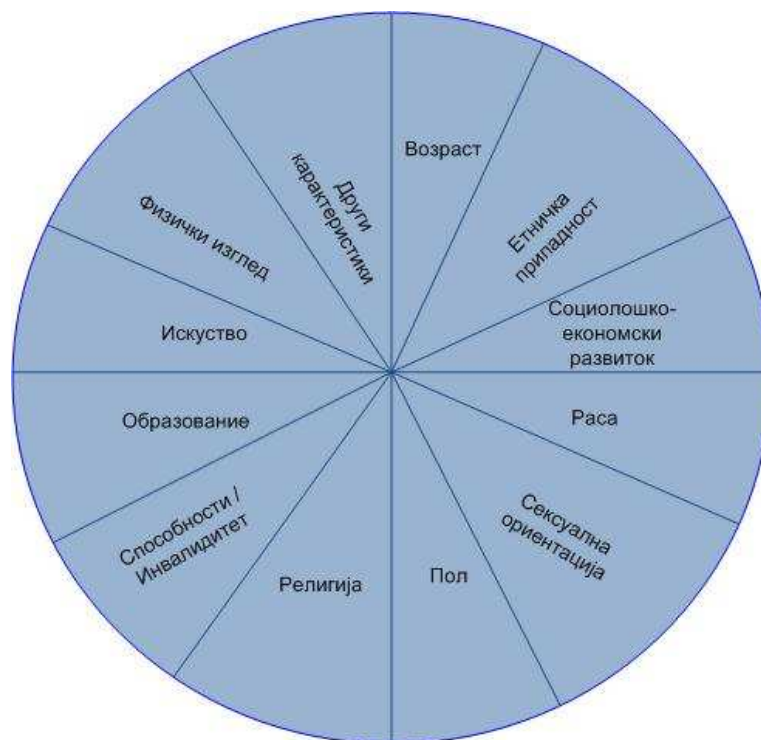 Возраст
Етничка
припадност
Социолошко-
економски
развиток
Раса
Сексуална
ориентација
Пол
Религија
Способности /
Инвалидитет
Образование
Искуство
Физички изглед
Други
карактеристики